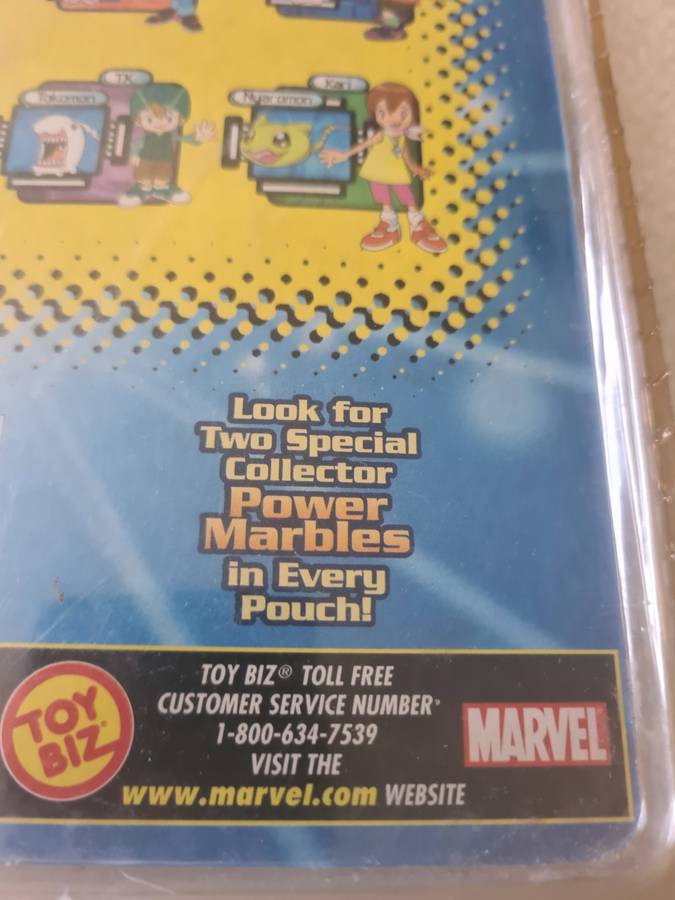 TK
Tokomon
Kari
Nyaromon
Look for
Two Special
Collector
Power
Marbles
in Every
Pouch!
TOY BIZ® TOLL FREE
CUSTOMER SERVICE NUMBER
1-800-634-7539
VISIT THE
www.marvel.com WEBSITE
TOY
BIZ
MARVEL